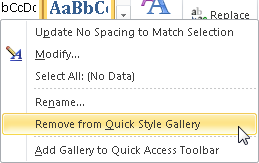 bCcDc AaBbCc Replace
Update No Spacing to Match Selection
Modify...
Select All: (No Data)
Rename...
Remove from Quick Style Gallery
Add Gallery to Quick Access Toolbar